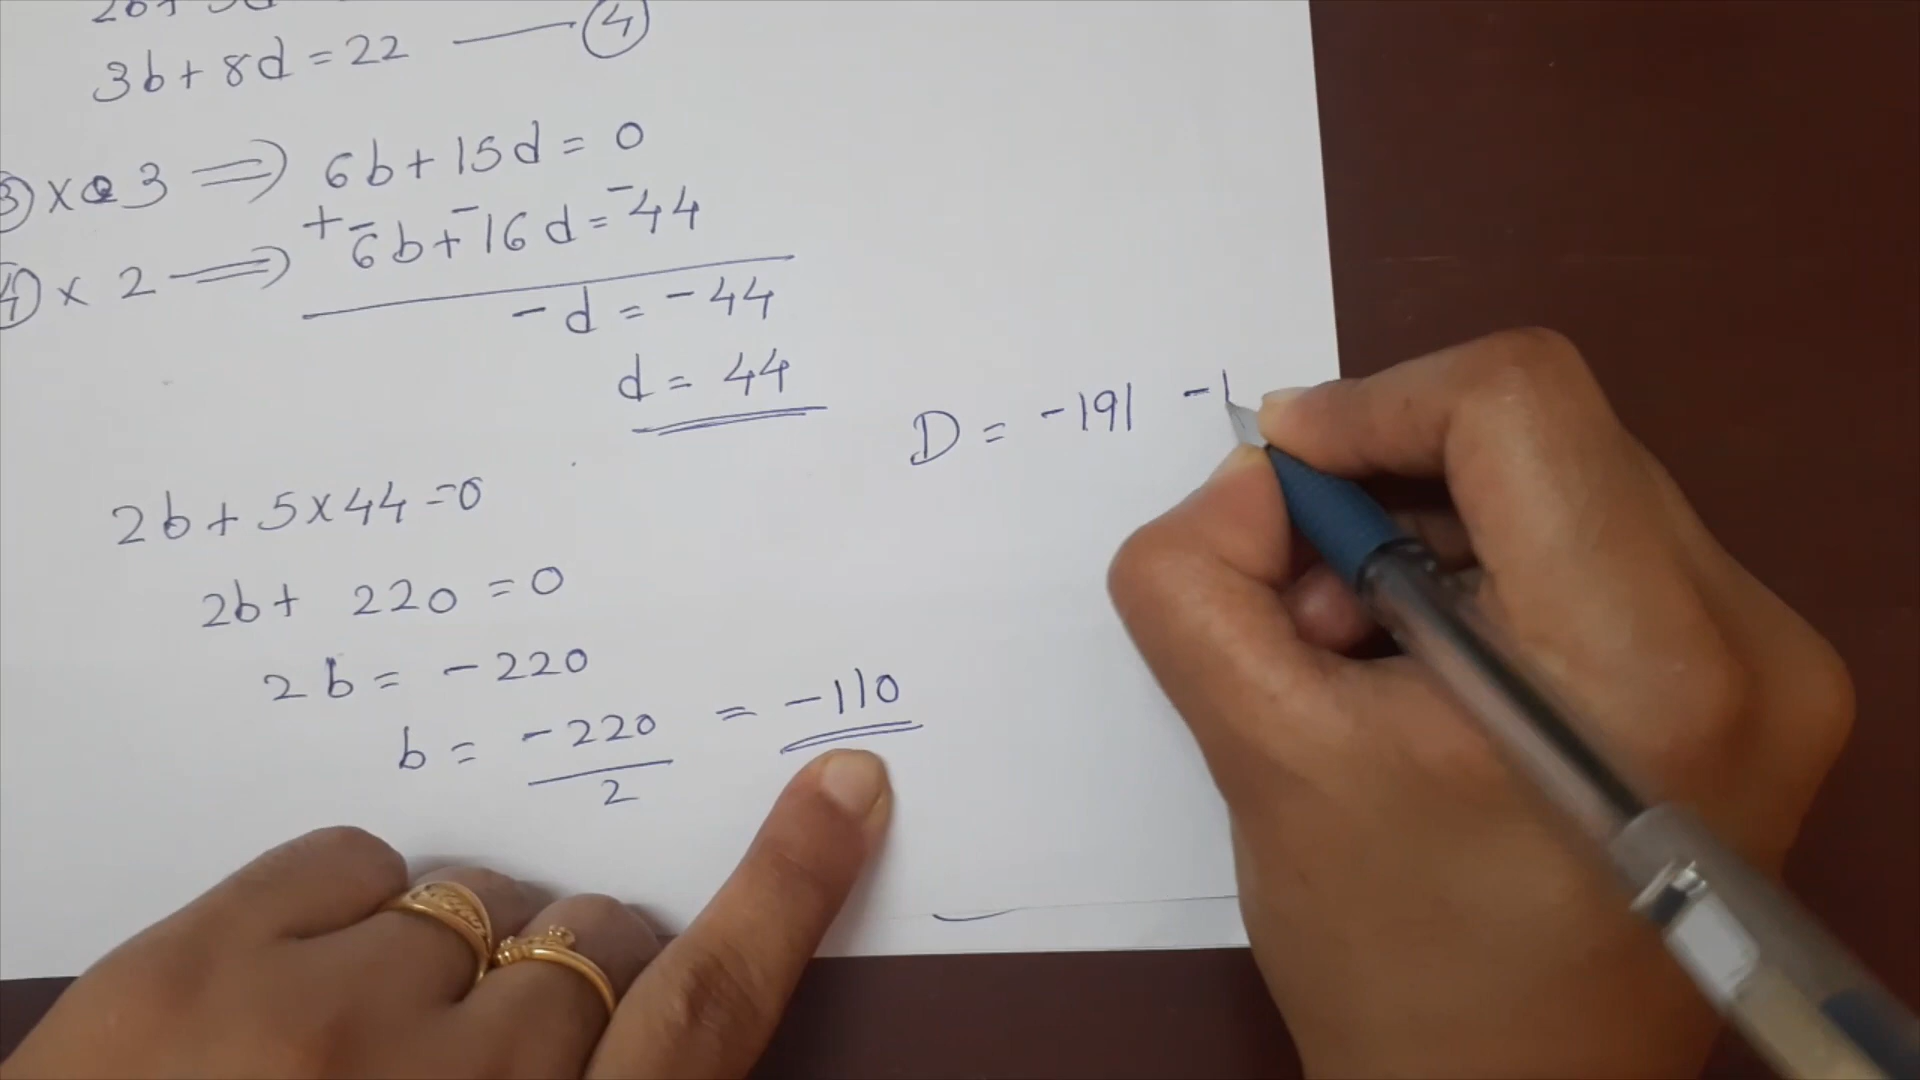 3b + 8d = 22 —— ④
③ × 3 ⟹ 6b + 15d = 0
④ × 2 ⟹ + -6b + -16d = -44
-d = -44
d = 44
D = -191 -1
2b + 5 × 44 = 0
2b + 220 = 0
2b = -220
b = -220/2 = -110